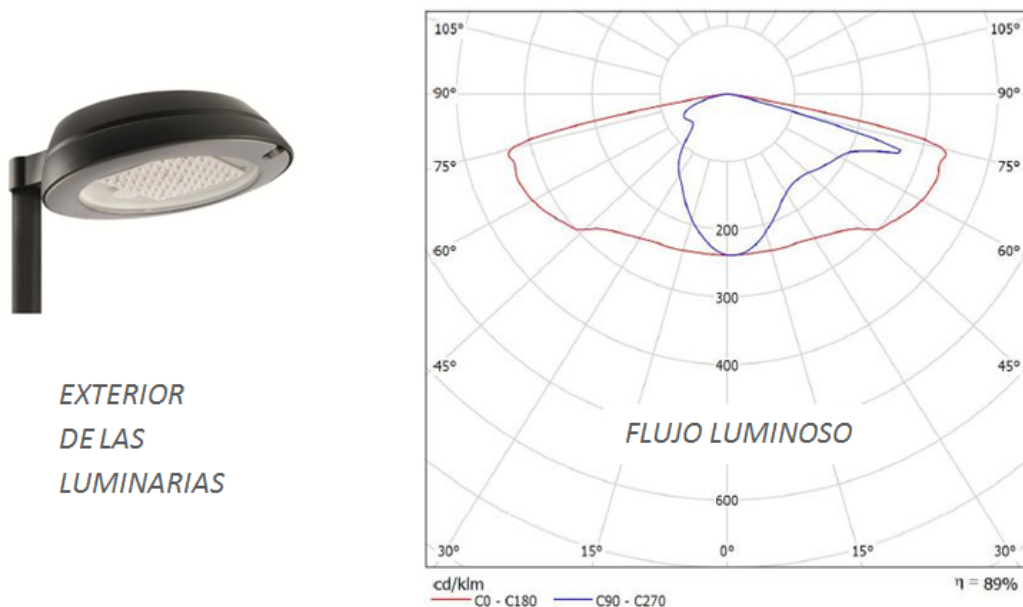 EXTERIOR
DE LAS
LUMINARIAS
105° 105°
90° 90°
75° 75°
60° 60°
200
300
45° 400 45°
FLUJO LUMINOSO
600
30° 15° 0° 15° 30°
cd/klm η = 89%
C0 - C180 C90 - C270